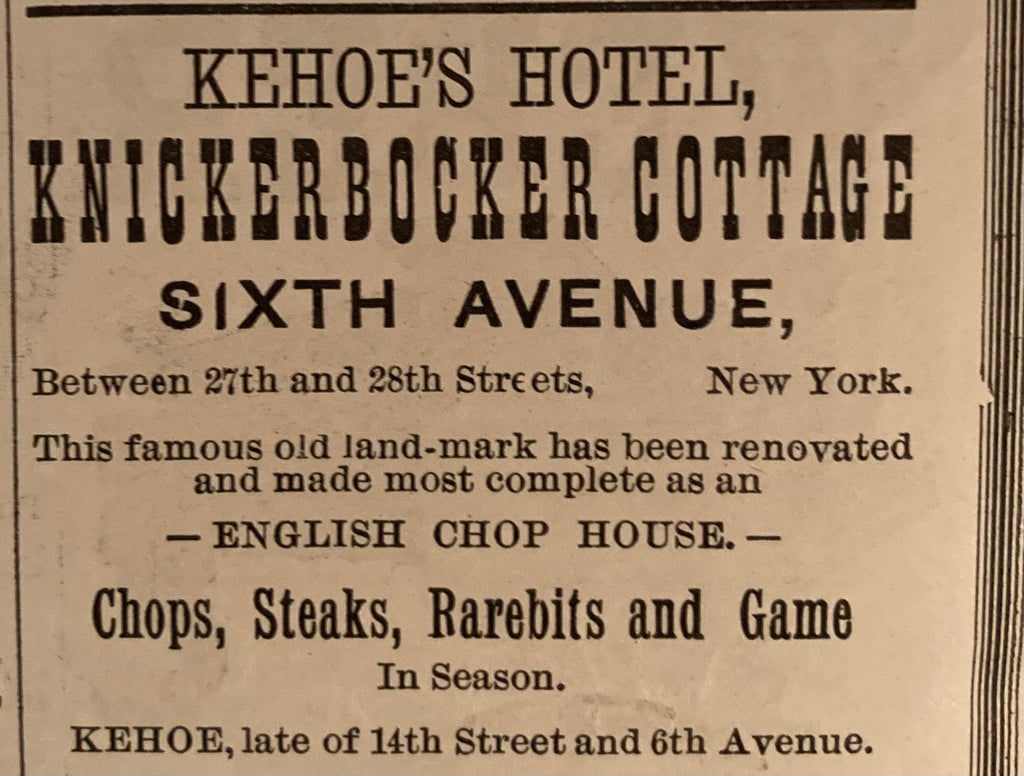 KEHOE'S HOTEL,
KNICKERBOCKER COTTAGE
SIXTH AVENUE,
Between 27th and 28th Streets, New York.
This famous old land-mark has been renovated
and made most complete as an
— ENGLISH CHOP HOUSE. —
Chops, Steaks, Rarebits and Game
In Season.
KEHOE, late of 14th Street and 6th Avenue.